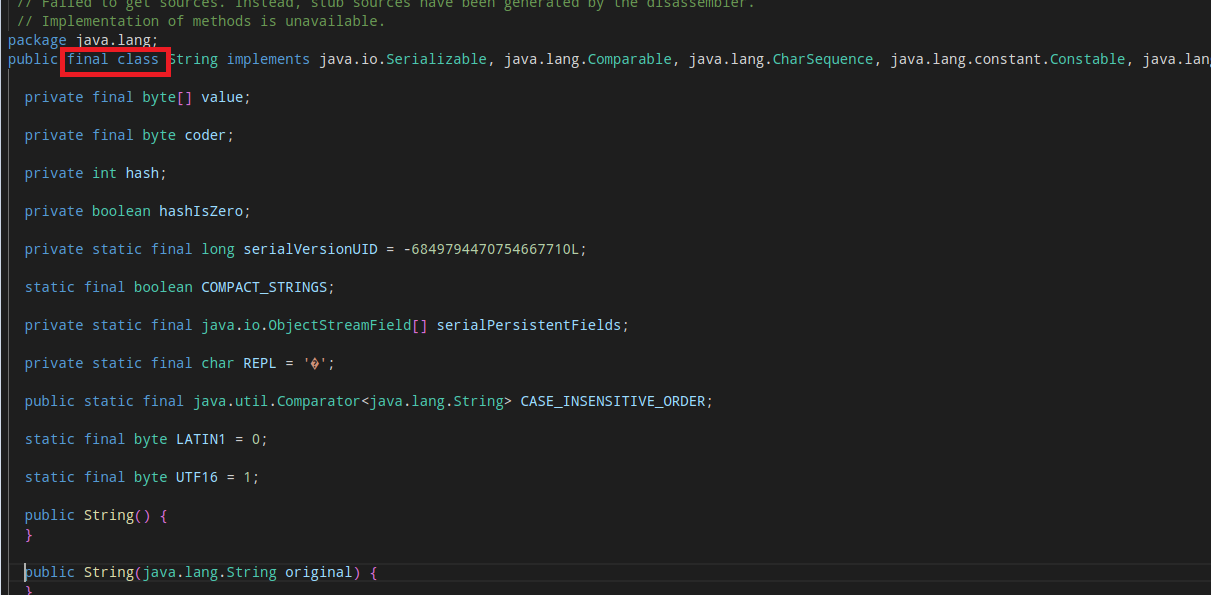 // Failed to get sources. Instead, stub sources have been generated by the disassembler.
// Implementation of methods is unavailable.
package java.lang;
public final class String implements java.io.Serializable, java.lang.Comparable, java.lang.CharSequence, java.lang.constant.Constable, java.lang
private final byte[] value;
private final byte coder;
private int hash;
private boolean hashIsZero;
private static final long serialVersionUID = -6849794470754667710L;
static final boolean COMPACT_STRINGS;
private static final java.io.ObjectStreamField[] serialPersistentFields;
private static final char REPL = '�';
public static final java.util.Comparator<java.lang.String> CASE_INSENSITIVE_ORDER;
static final byte LATIN1 = 0;
static final byte UTF16 = 1;
public String() {
}
public String(java.lang.String original) {
}